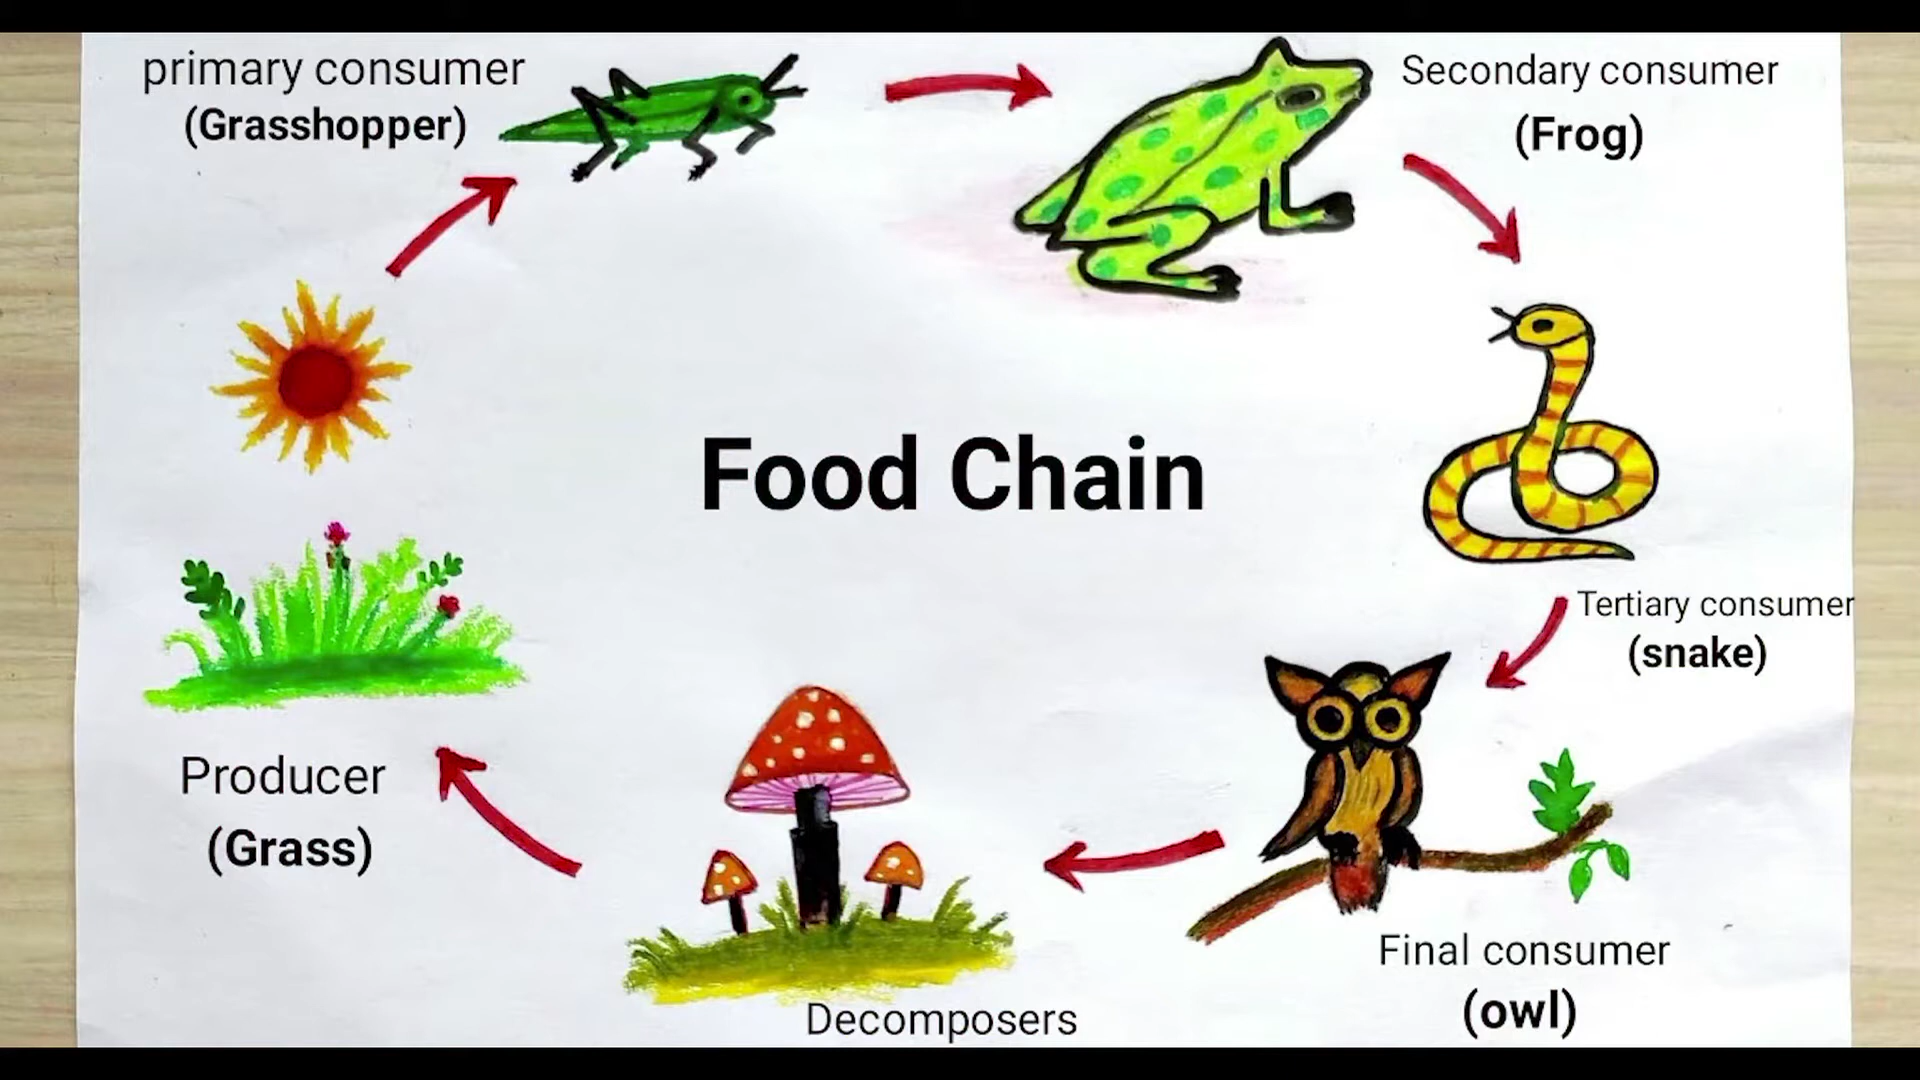 primary consumer
(Grasshopper)
Secondary consumer
(Frog)
Food Chain
Tertiary consumer
(snake)
Producer
(Grass)
Final consumer
(owl)
Decomposers